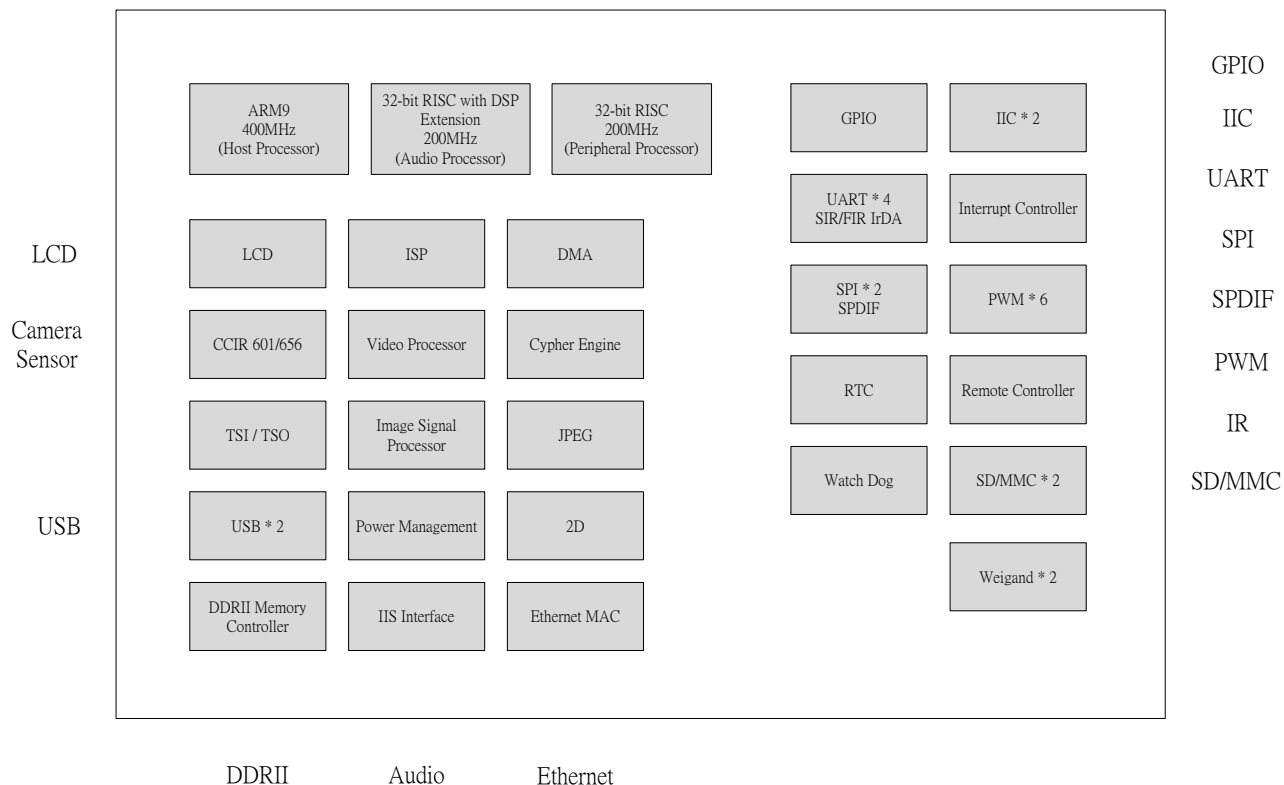 ARM9
400MHz
(Host Processor)
32-bit RISC with DSP
Extension
200MHz
(Audio Processor)
32-bit RISC
200MHz
(Peripheral Processor)
LCD
ISP
DMA
CCIR 601/656
Video Processor
Cypher Engine
TSI / TSO
Image Signal
Processor
JPEG
USB * 2
Power Management
2D
DDRII Memory
Controller
IIS Interface
Ethernet MAC
GPIO
IIC * 2
UART * 4
SIR/FIR IrDA
Interrupt Controller
SPI * 2
SPDIF
PWM * 6
RTC
Remote Controller
Watch Dog
SD/MMC * 2
Weigand * 2
LCD
Camera
Sensor
USB
GPIO
IIC
UART
SPI
SPDIF
PWM
IR
SD/MMC
DDRII
Audio
Ethernet